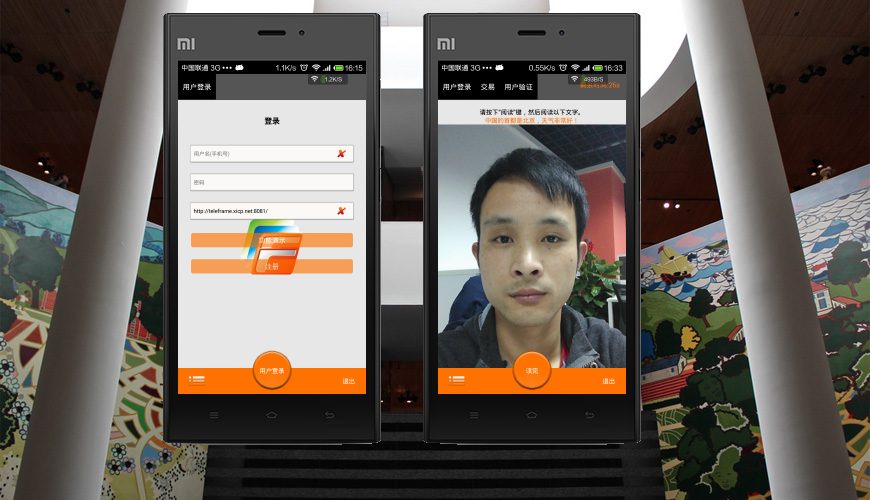 中国联通 3G 1.1K/s 16:15
1.2K/S
用户登录
登录
用户名(手机号)
密码
http://teleframe.xicp.net:8081/
功能演示
注册
用户登录
退出
中国联通 3G 0.55K/s 16:33
493B/S
用户登录 交易 用户验证
26s
请按下"阅读"键，然后阅读以下文字。
中国的首都是北京，天气非常好！
读完
退出